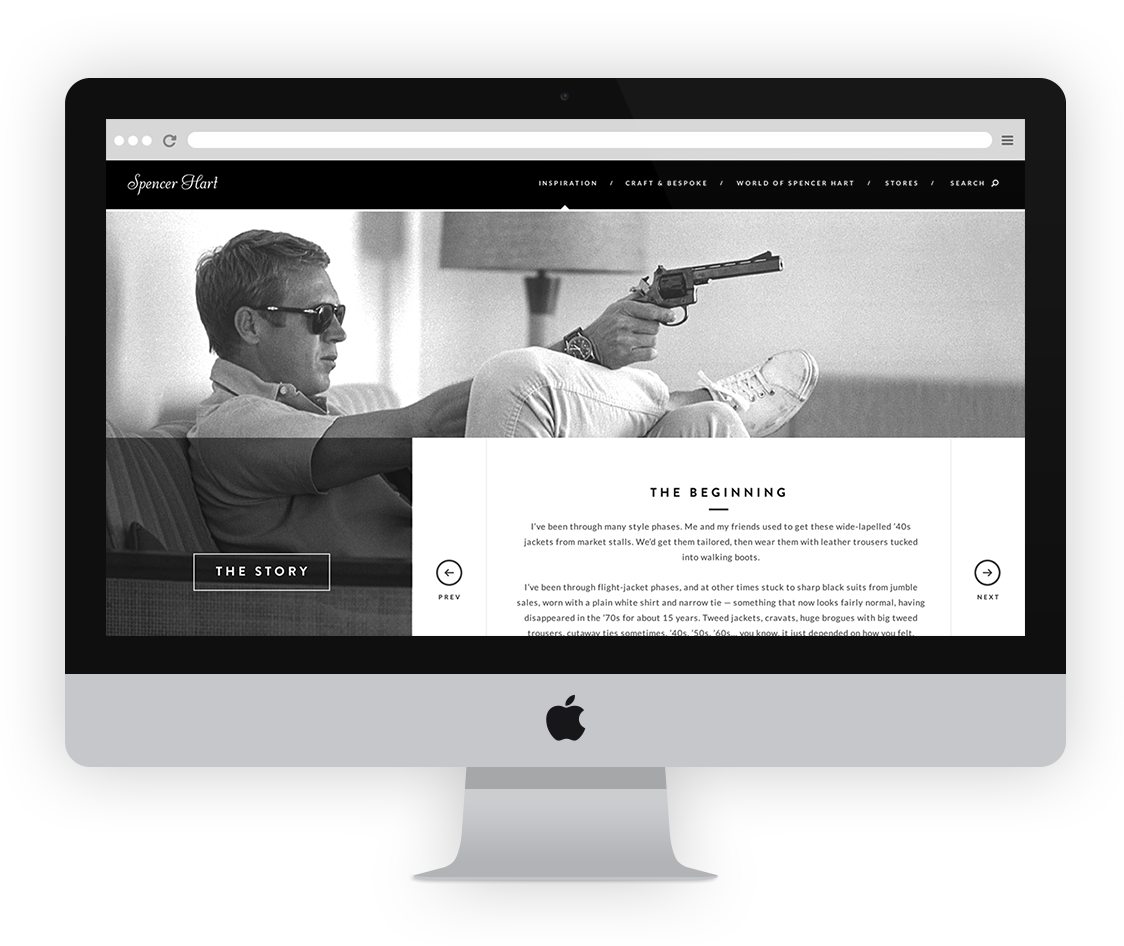 Spencer Hart
INSPIRATION / CRAFT & BESPOKE / WORLD OF SPENCER HART / STORES / SEARCH
THE STORY
PREV
THE BEGINNING
I've been through many style phases. Me and my friends used to get these wide-lapelled '40s
jackets from market stalls. We'd get them tailored, then wear them with leather trousers tucked
into walking boots.
I've been through flight-jacket phases, and at other times stuck to sharp black suits from jumble
sales, worn with a plain white shirt and narrow tie — something that now looks fairly normal, having
disappeared in the '70s for about 15 years. Tweed jackets, cravats, huge brogues with big tweed
trousers, cutaway ties sometimes. '40s, '50s, '60s... you know, it just depended on how you felt.
NEXT